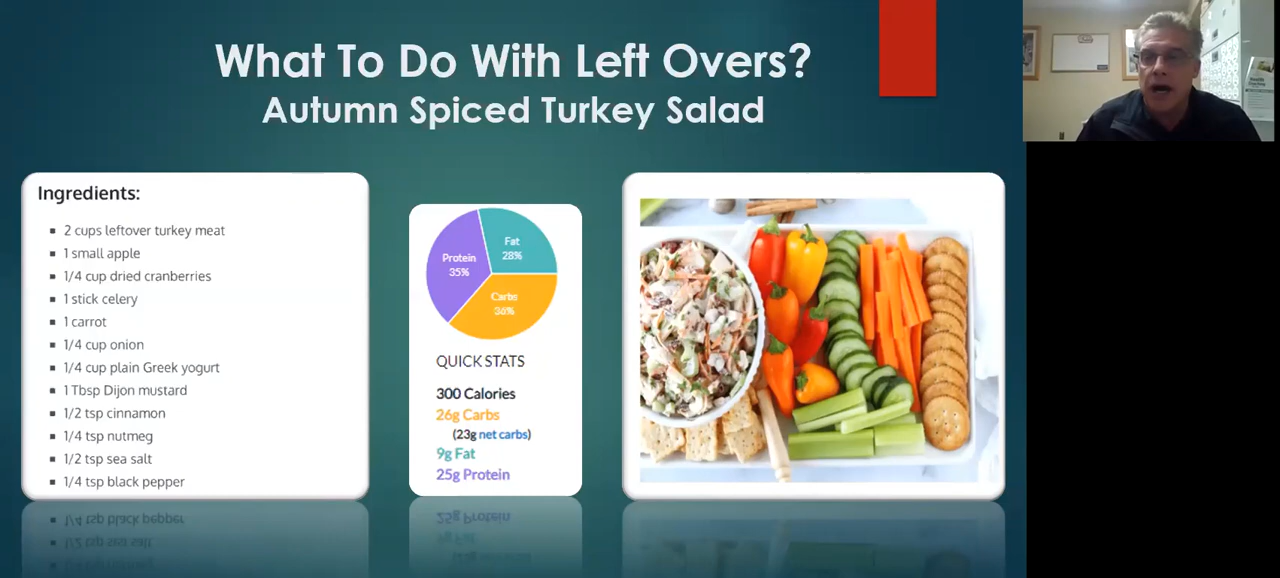 What To Do With Left Overs?
Autumn Spiced Turkey Salad
Ingredients:
2 cups leftover turkey meat
1 small apple
1/4 cup dried cranberries
1 stick celery
1 carrot
1/4 cup onion
1/4 cup plain Greek yogurt
1 Tbsp Dijon mustard
1/2 tsp cinnamon
1/4 tsp nutmeg
1/2 tsp sea salt
1/4 tsp black pepper
Fat
28%
Protein
35%
Carbs
36%
QUICK STATS
300 Calories
26g Carbs
(23g net carbs)
9g Fat
25g Protein